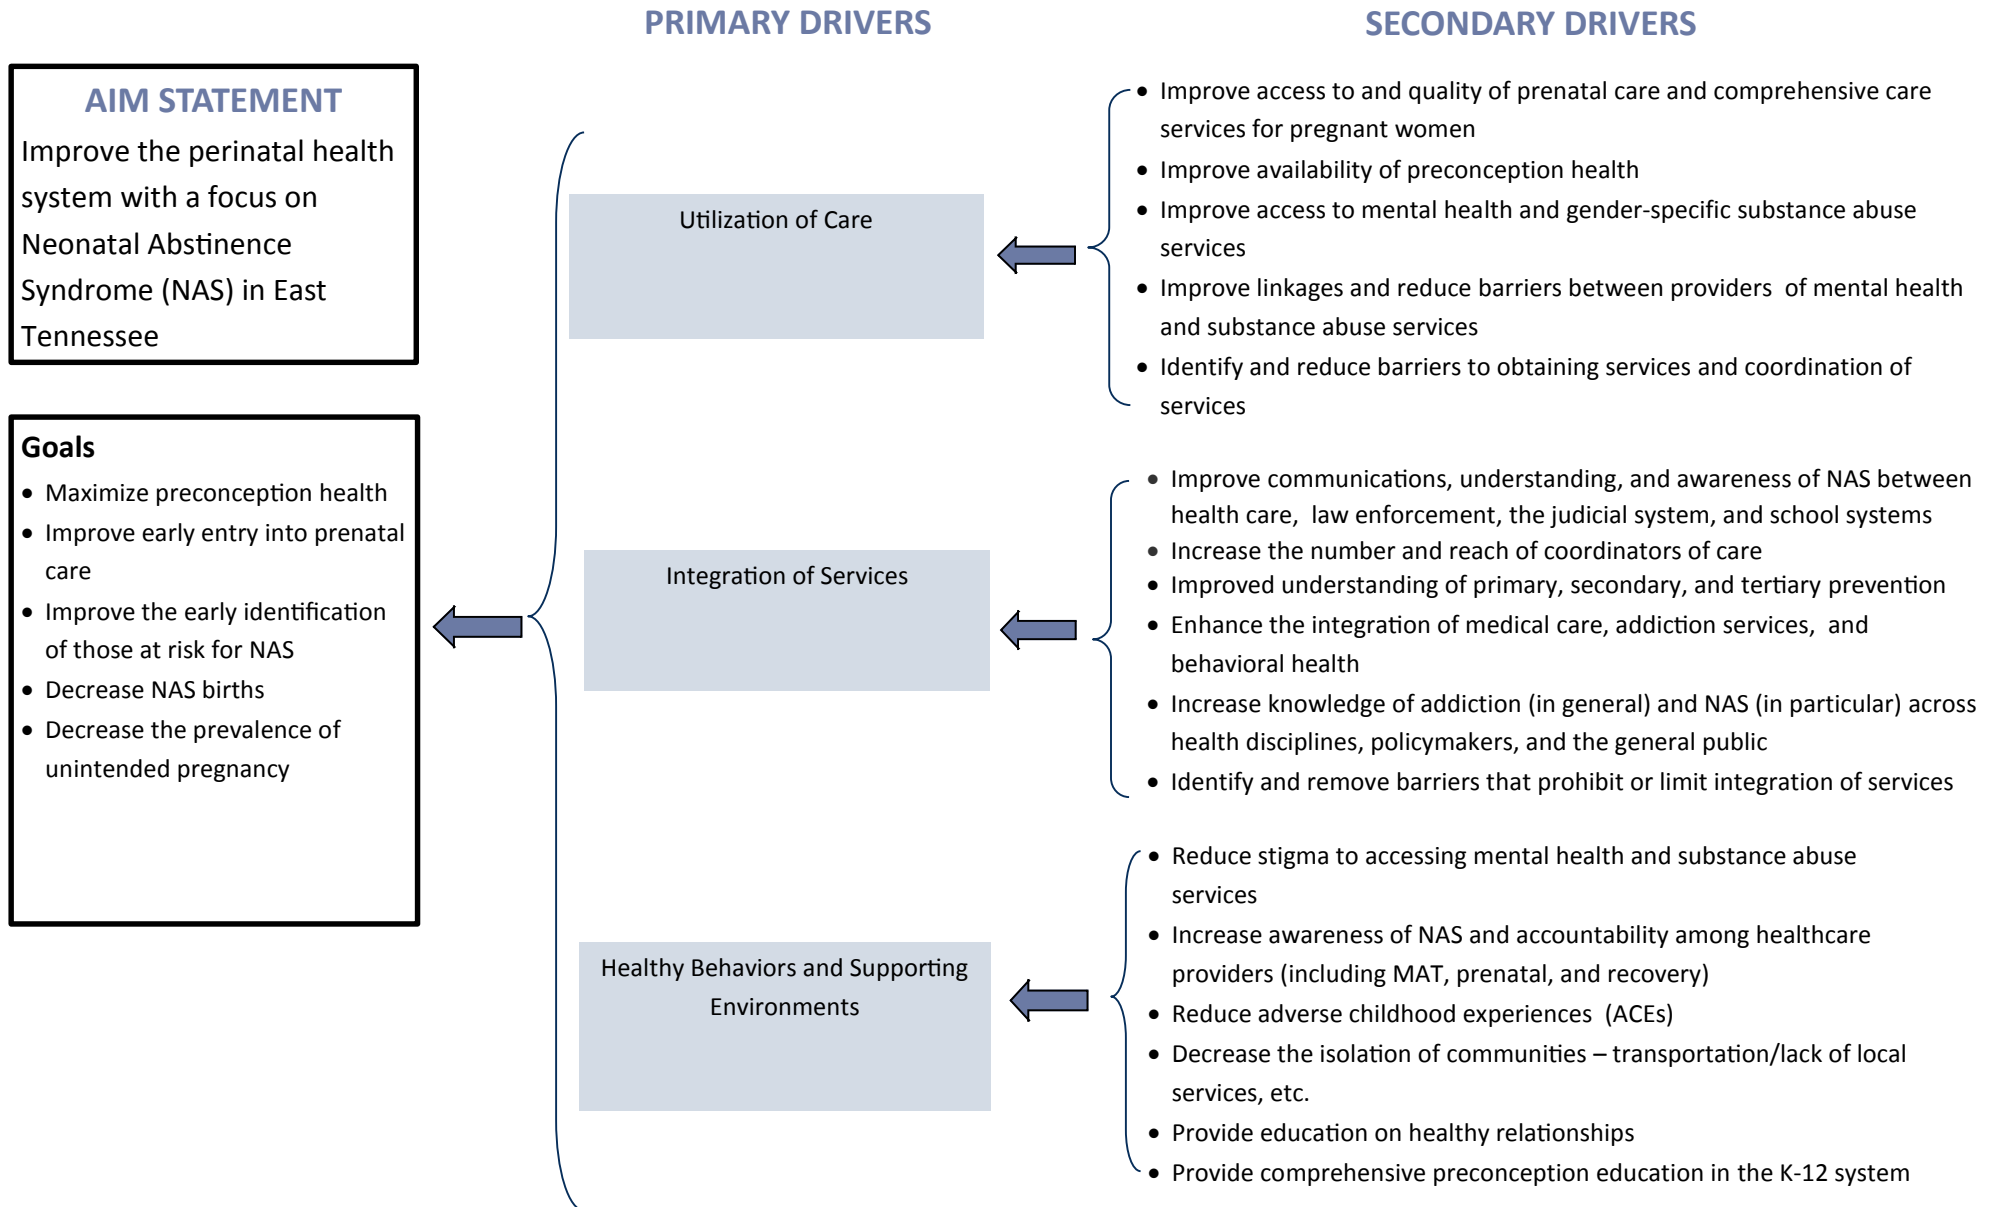 PRIMARY DRIVERS
SECONDARY DRIVERS
AIM STATEMENT
Improve the perinatal health
system with a focus on
Neonatal Abstinence
Syndrome (NAS) in East
Tennessee
Goals
• Maximize preconception health
• Improve early entry into prenatal
care
• Improve the early identification
of those at risk for NAS
• Decrease NAS births
• Decrease the prevalence of
unintended pregnancy
Utilization of Care
• Improve access to and quality of prenatal care and comprehensive care
services for pregnant women
• Improve availability of preconception health
• Improve access to mental health and gender-specific substance abuse
services
• Improve linkages and reduce barriers between providers of mental health
and substance abuse services
• Identify and reduce barriers to obtaining services and coordination of
services
Integration of Services
• Improve communications, understanding, and awareness of NAS between
health care, law enforcement, the judicial system, and school systems
• Increase the number and reach of coordinators of care
• Improved understanding of primary, secondary, and tertiary prevention
• Enhance the integration of medical care, addiction services, and
behavioral health
• Increase knowledge of addiction (in general) and NAS (in particular) across
health disciplines, policymakers, and the general public
• Identify and remove barriers that prohibit or limit integration of services
Healthy Behaviors and Supporting
Environments
• Reduce stigma to accessing mental health and substance abuse
services
• Increase awareness of NAS and accountability among healthcare
providers (including MAT, prenatal, and recovery)
• Reduce adverse childhood experiences (ACEs)
• Decrease the isolation of communities – transportation/lack of local
services, etc.
• Provide education on healthy relationships
• Provide comprehensive preconception education in the K-12 system